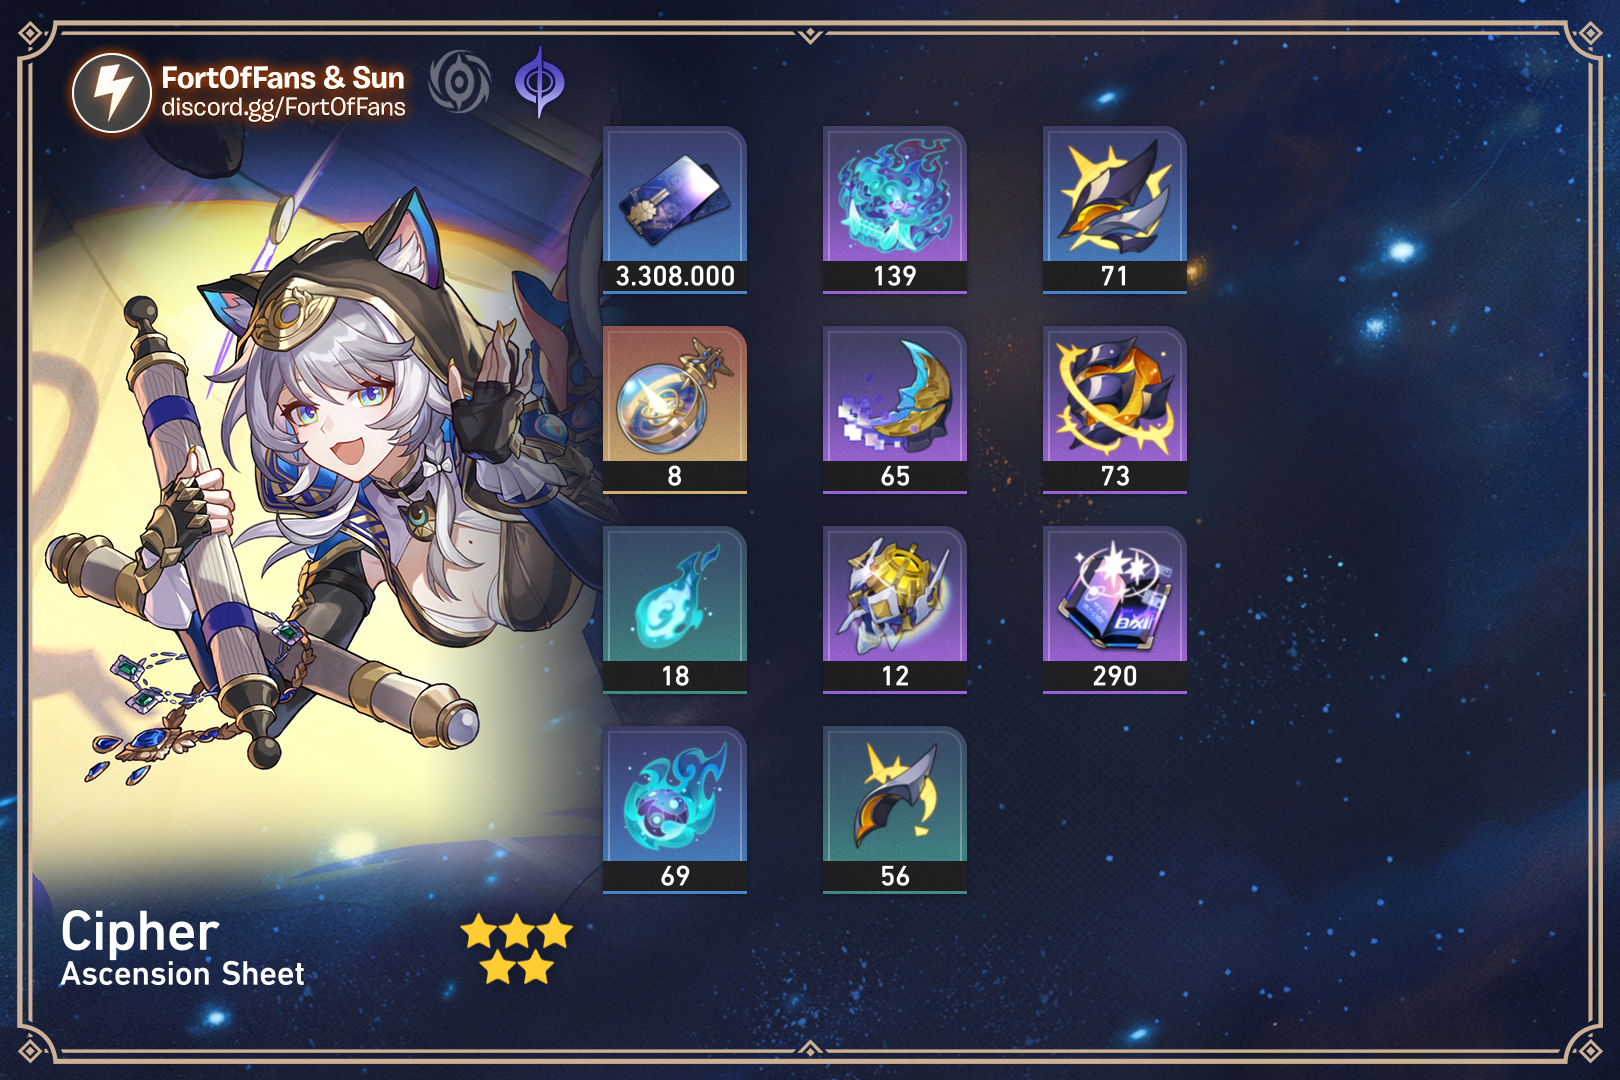 FortOfFans & Sun
discord.gg/FortOfFans
3.308.000
139
71
8
65
73
18
12
290
69
56
Cipher
Ascension Sheet